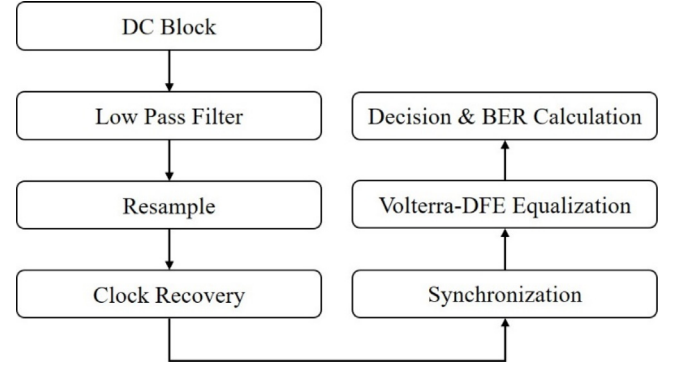 DC Block
Low Pass Filter
Resample
Clock Recovery
Synchronization
Volterra-DFE Equalization
Decision & BER Calculation